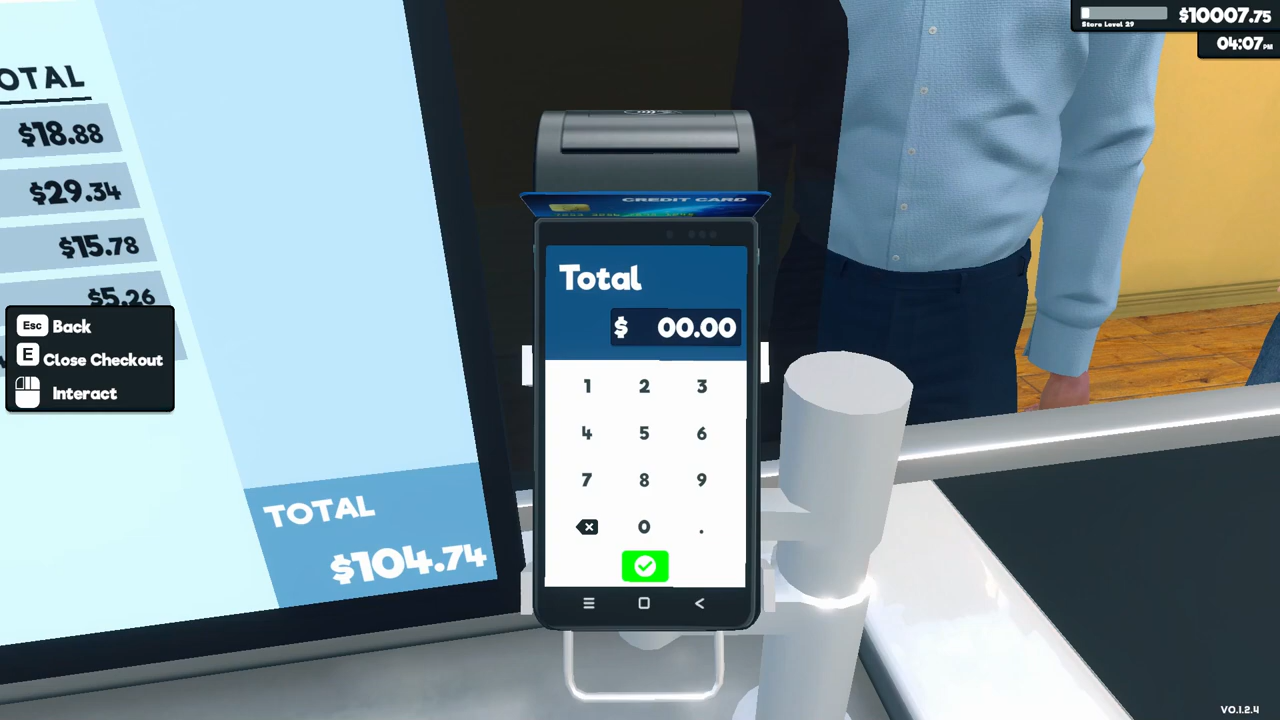 $10007.75
Store Level 29
04:07PM
OTAL
$18.88
$29.34
$15.78
$5.26
Esc Back
E Close Checkout
Interact
CREDIT CARD
Total
$ 00.00
1 2 3
4 5 6
7 8 9
0 .
TOTAL
$104.74
V0.1.2.4